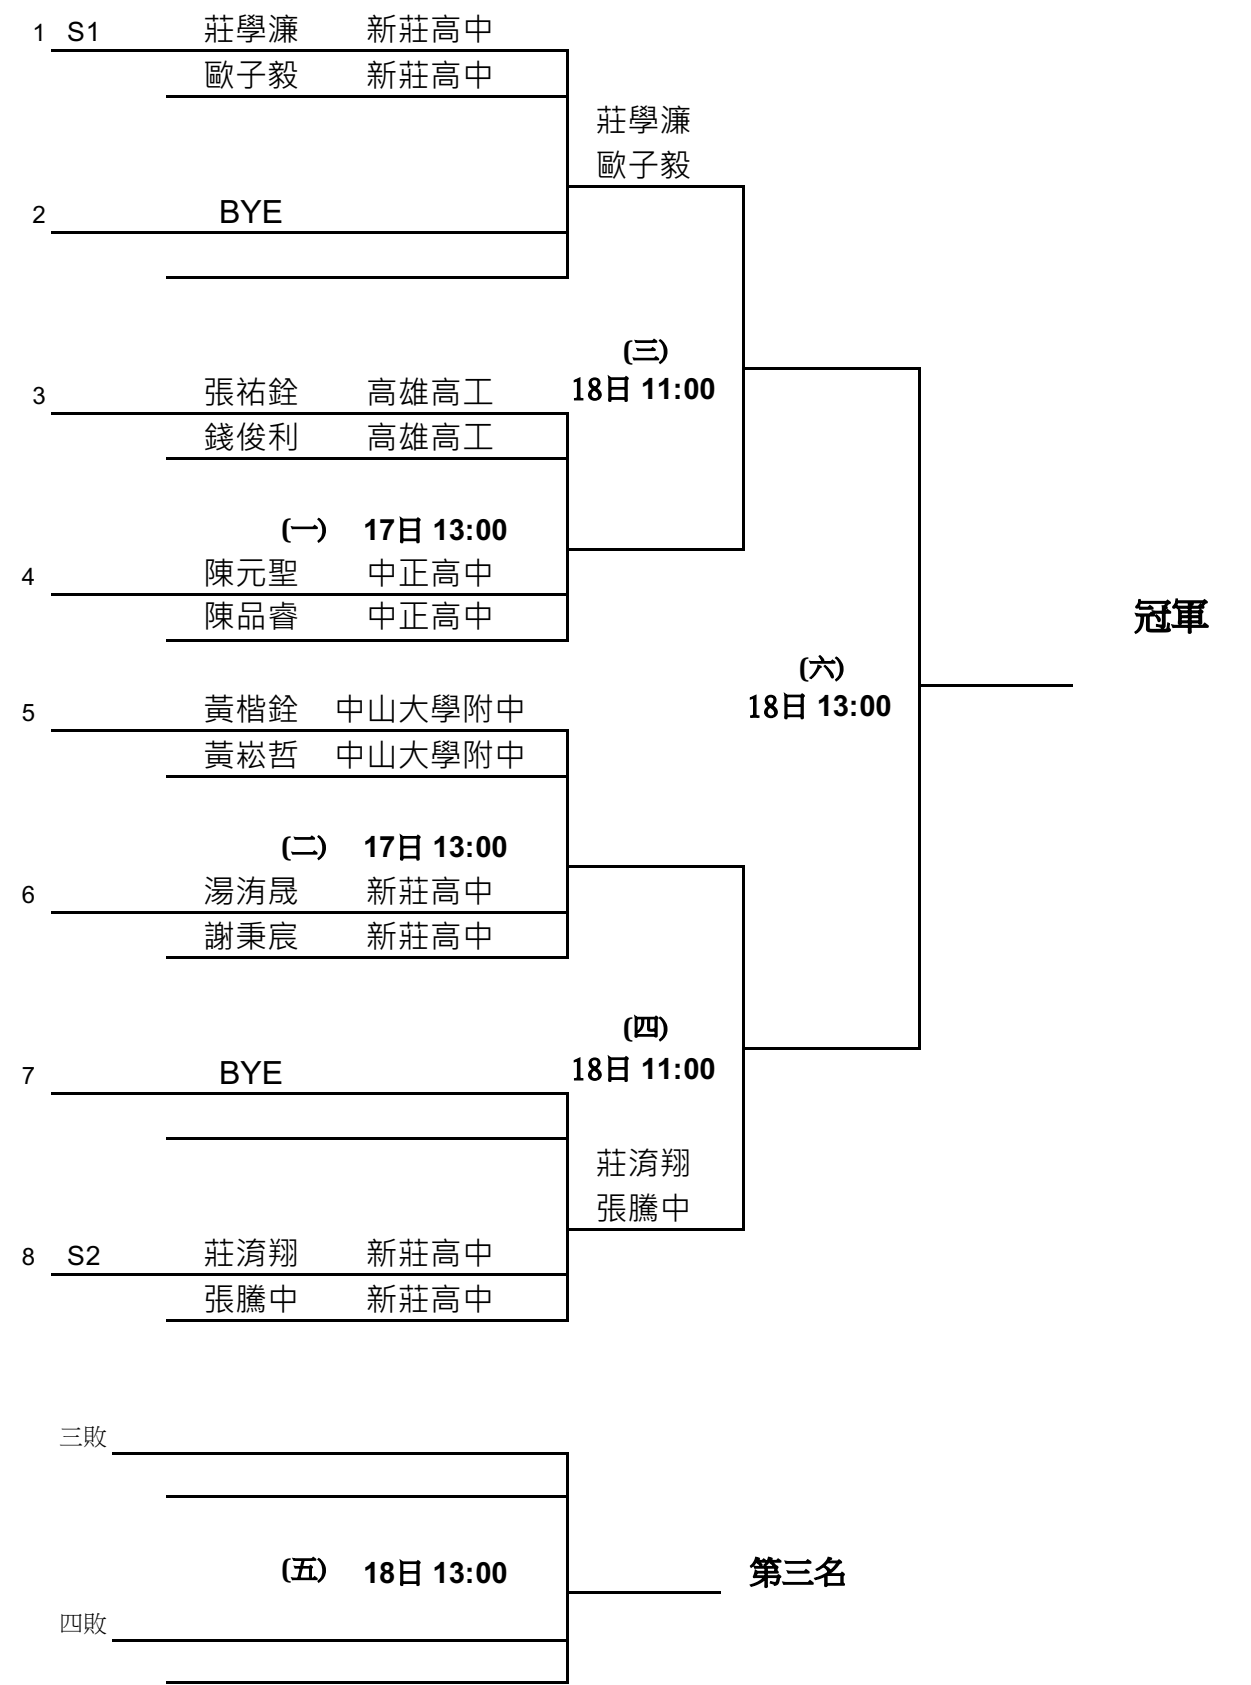 1 S1 莊學濂 新莊高中
歐子毅 新莊高中
莊學濂
歐子毅
2 BYE
(三)
18日 11:00
3 張祐銓 高雄高工
錢俊利 高雄高工
(一) 17日 13:00
4 陳元聖 中正高中
陳品睿 中正高中
冠軍
(六)
18日 13:00
5 黃楷銓 中山大學附中
黃崧哲 中山大學附中
(二) 17日 13:00
6 湯洧晟 新莊高中
謝秉宸 新莊高中
(四)
18日 11:00
7 BYE
莊淯翔
張騰中
8 S2 莊淯翔 新莊高中
張騰中 新莊高中
三敗
(五) 18日 13:00
第三名
四敗